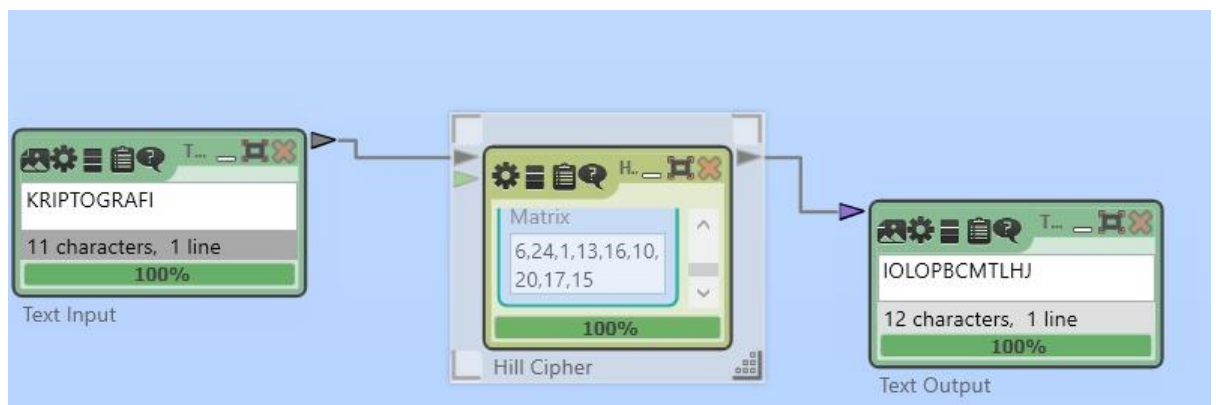 T...
KRIPTOGRAFI
11 characters, 1 line
100%
Text Input
H..
Matrix
6,24,1,13,16,10,
20,17,15
100%
Hill Cipher
T...
IOLOPBCMTLHJ
12 characters, 1 line
100%
Text Output